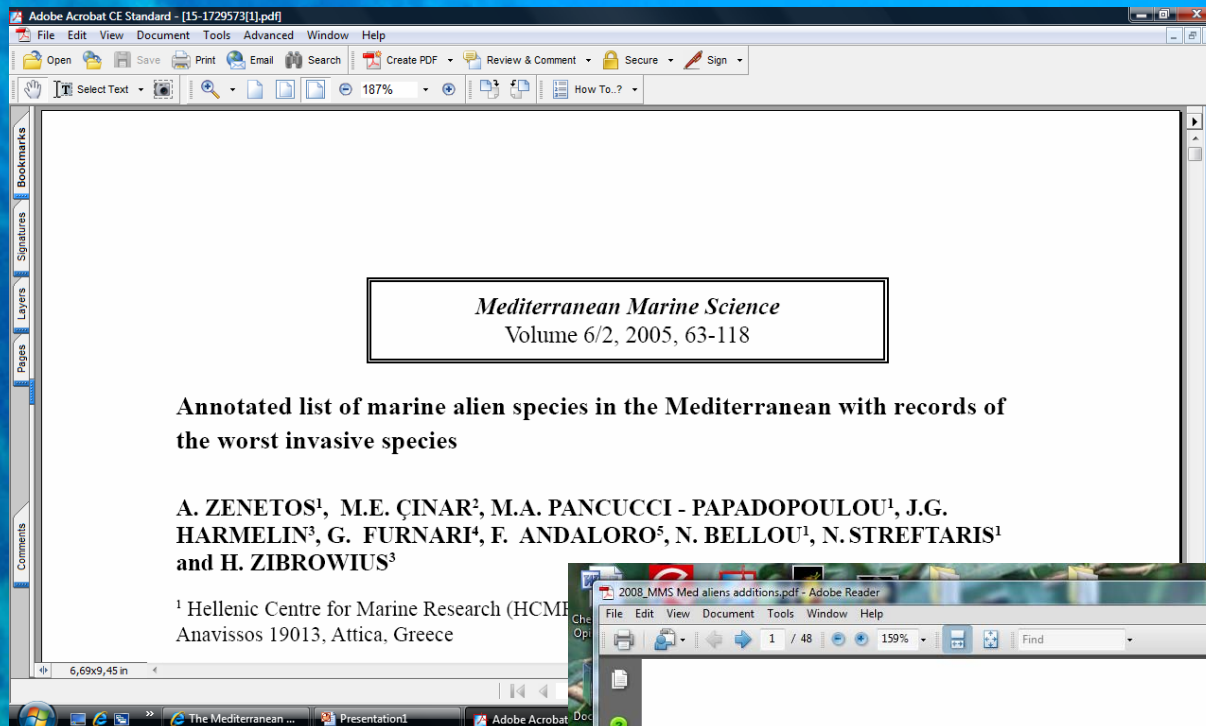 Adobe Acrobat CE Standard - [15-1729573[1].pdf]
File Edit View Document Tools Advanced Window Help
Open Save Print Email Search Create PDF Review & Comment Secure Sign
Select Text 187% How To..?
Bookmarks
Signatures
Layers
Pages
Comments
Mediterranean Marine Science
Volume 6/2, 2005, 63-118
Annotated list of marine alien species in the Mediterranean with records of
the worst invasive species
A. ZENETOS¹, M.E. ÇINAR², M.A. PANCUCCI - PAPADOPOULOU¹, J.G.
HARMELIN³, G. FURNARI⁴, F. ANDALORO⁵, N. BELLOU¹, N. STREFTARIS¹
and H. ZIBROWIUS³
¹ Hellenic Centre for Marine Research (HCMR
Anavissos 19013, Attica, Greece
6,69x9,45 in
The Mediterranean ... Presentation1 Adobe Acrobat
2008_MMS Med aliens additions.pdf - Adobe Reader
File Edit View Document Tools Window Help
1 / 48 159% Find